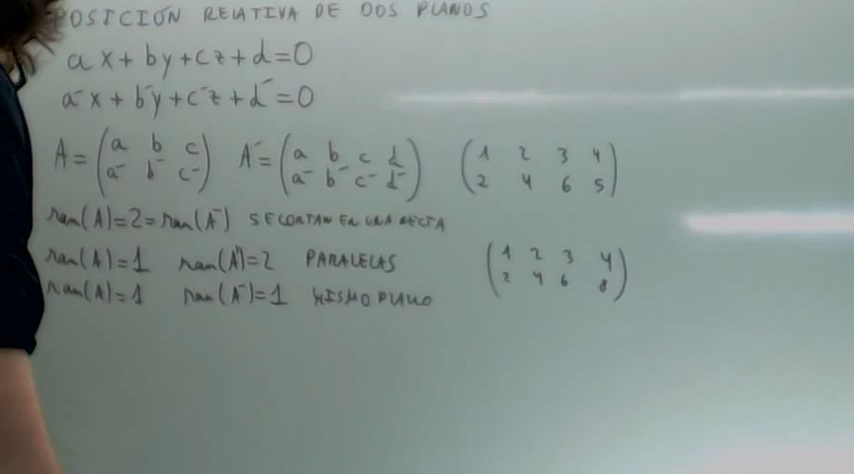 POSICIÓN RELATIVA DE DOS PLANOS
ax+by+cz+d=0
a´x+b´y+c´z+d´=0
A=(a b c A´=(a b c d (1 2 3 4
a´ b´ c´) a´ b´ c´ d´) 2 4 6 5)
ran(A)=2=ran(A´) SE CORTAN EN UNA RECTA
ran(A)=1 ran(A´)=2 PARALELAS (1 2 3 4
ran(A)=1 ran(A´)=1 MISMO PLANO 2 4 6 8)